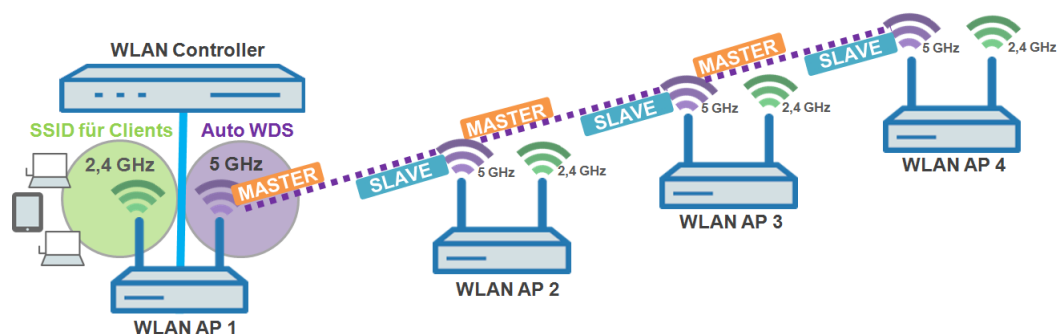 WLAN Controller
SSID für Clients
Auto WDS
2,4 GHz
5 GHz
MASTER
WLAN AP 1
SLAVE
MASTER
5 GHz
2,4 GHz
WLAN AP 2
SLAVE
MASTER
5 GHz
2,4 GHz
WLAN AP 3
SLAVE
5 GHz
2,4 GHz
WLAN AP 4